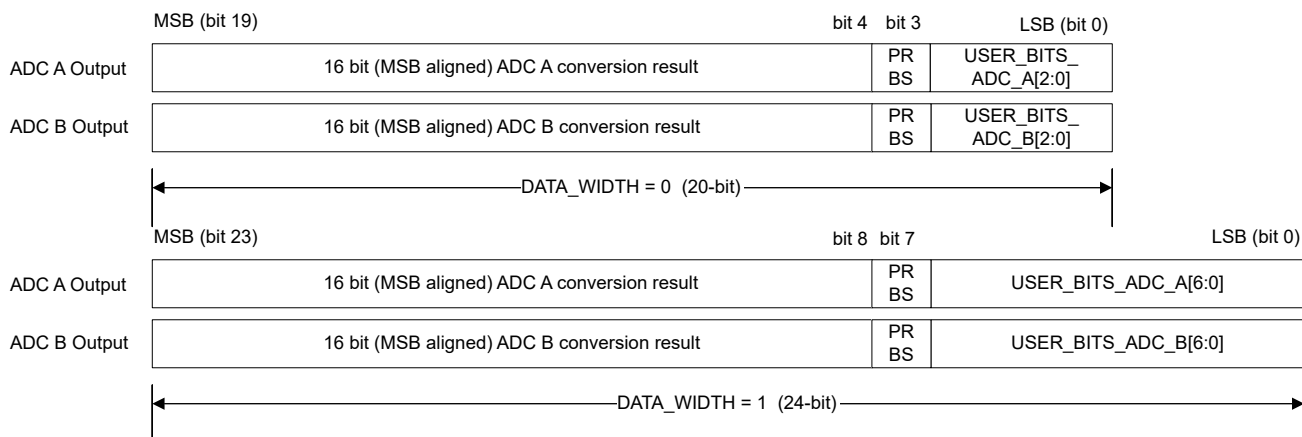 MSB (bit 19) bit 4 bit 3 LSB (bit 0)
ADC A Output 16 bit (MSB aligned) ADC A conversion result PR BS USER_BITS_ ADC_A[2:0]
ADC B Output 16 bit (MSB aligned) ADC B conversion result PR BS USER_BITS_ ADC_B[2:0]
DATA_WIDTH = 0 (20-bit)
MSB (bit 23) bit 8 bit 7 LSB (bit 0)
ADC A Output 16 bit (MSB aligned) ADC A conversion result PR BS USER_BITS_ADC_A[6:0]
ADC B Output 16 bit (MSB aligned) ADC B conversion result PR BS USER_BITS_ADC_B[6:0]
DATA_WIDTH = 1 (24-bit)